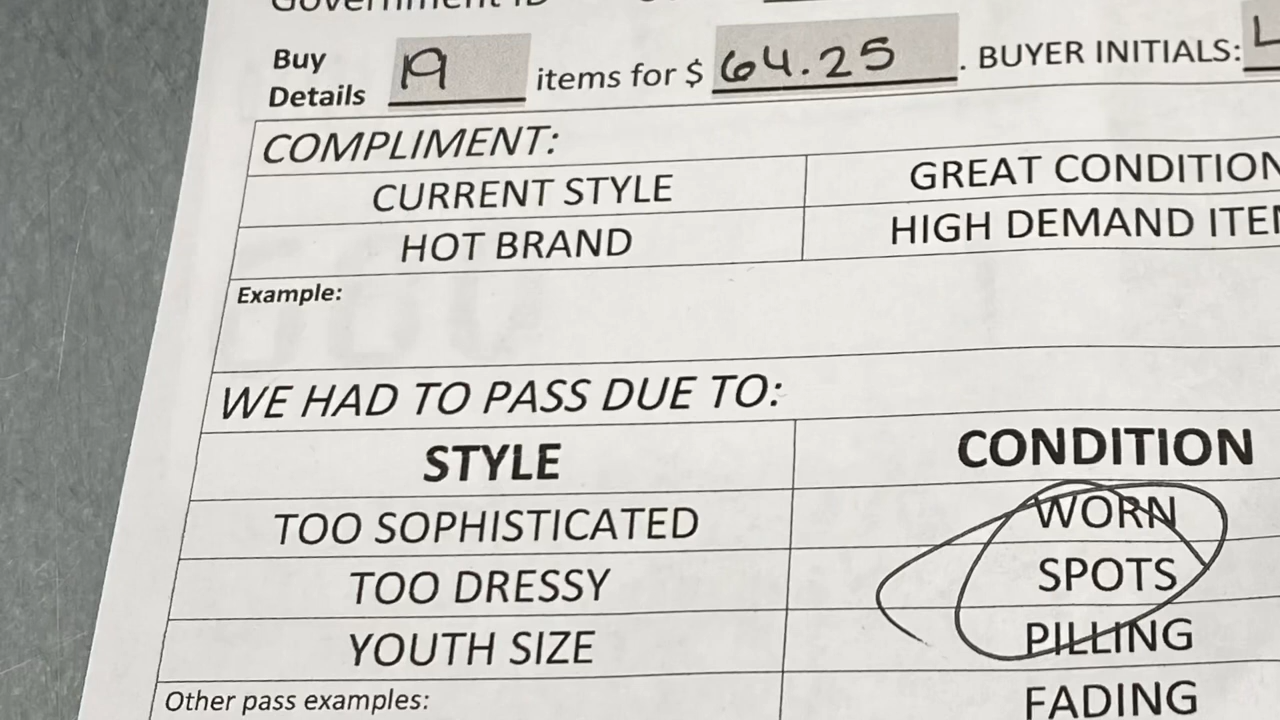 Government ID
Buy Details 19 items for $ 64.25 . BUYER INITIALS:
COMPLIMENT:
CURRENT STYLE GREAT CONDITION
HOT BRAND HIGH DEMAND
Example:
WE HAD TO PASS DUE TO:
STYLE CONDITION
TOO SOPHISTICATED WORN
TOO DRESSY SPOTS
YOUTH SIZE PILLING
Other pass examples: FADING